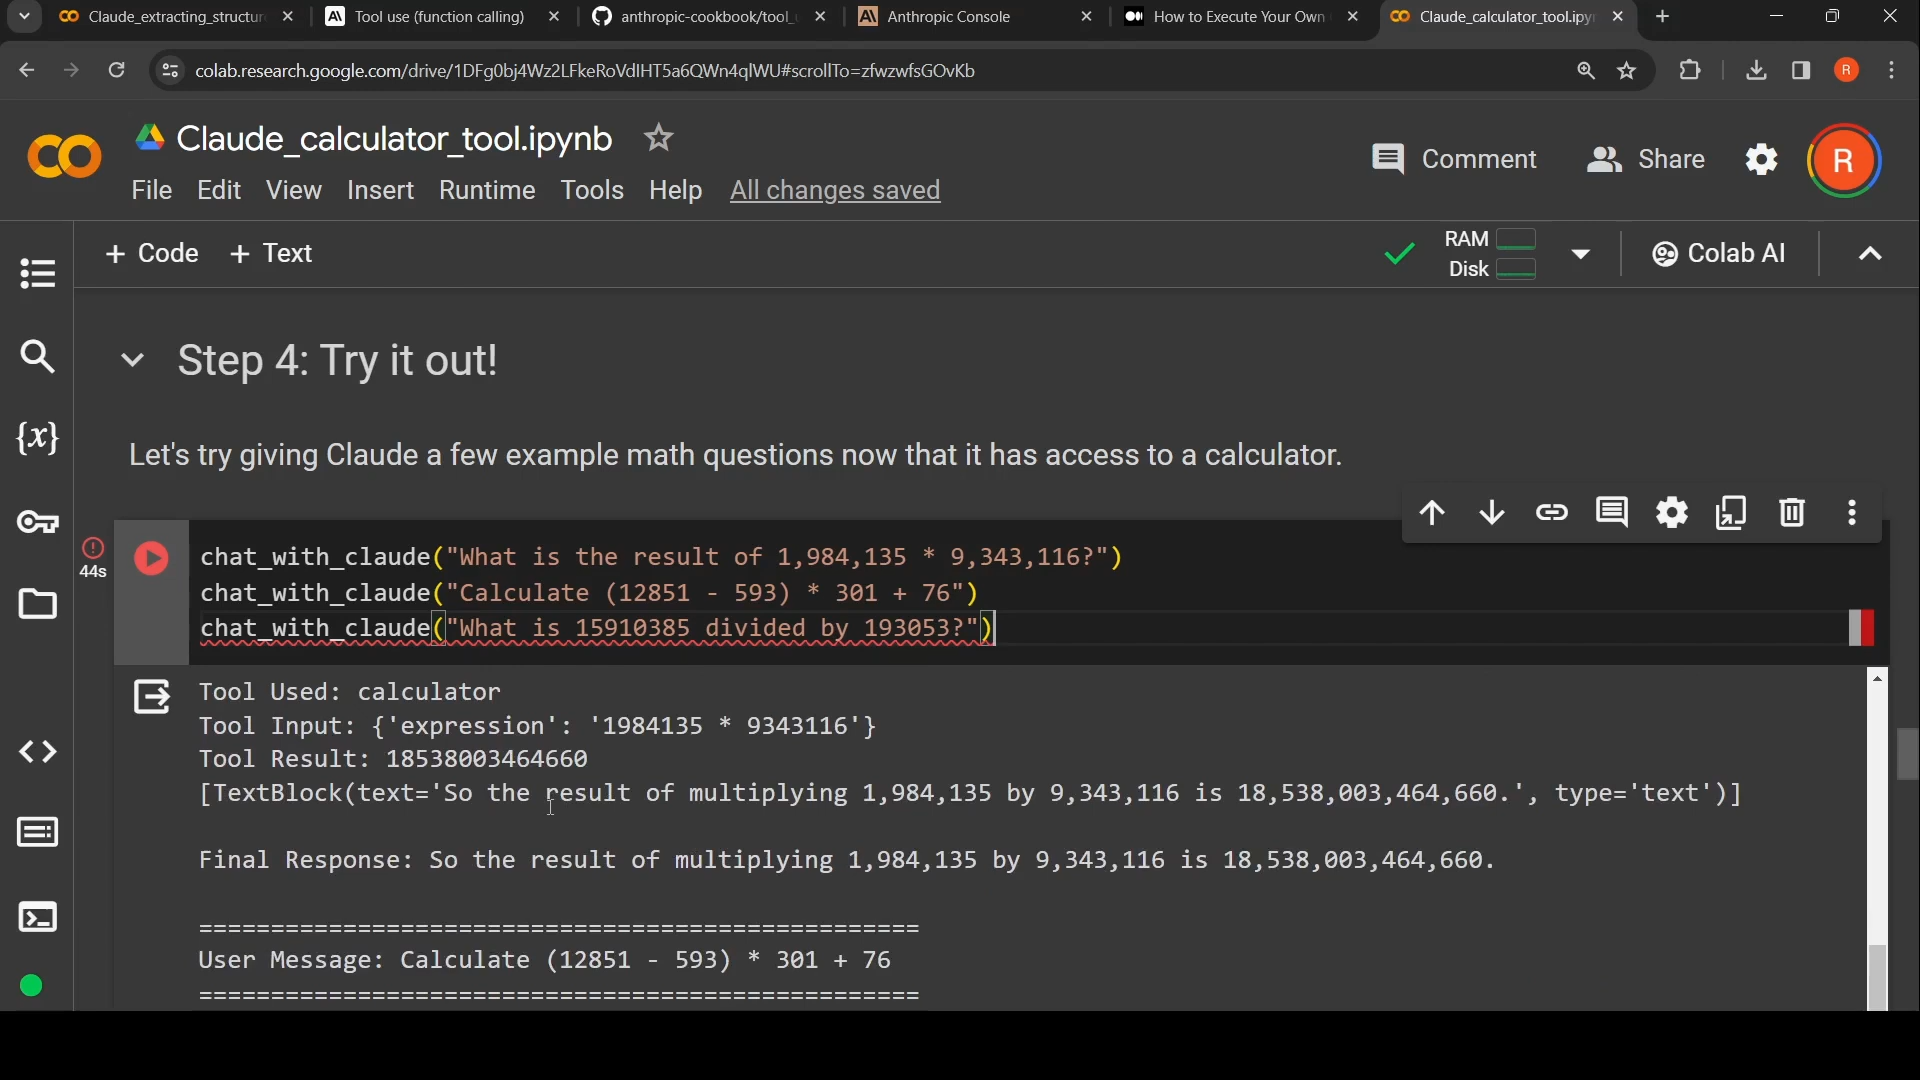 Claude_extracting_structur
Tool use (function calling)
anthropic-cookbook/tool_u
Anthropic Console
How to Execute Your Own
Claude_calculator_tool.ipy
colab.research.google.com/drive/1DFg0bj4Wz2LFkeRoVdIHT5a6QWn4qlWU#scrollTo=zfwzwfsGOvKb
R
Claude_calculator_tool.ipynb
Comment
Share
R
File Edit View Insert Runtime Tools Help All changes saved
+ Code + Text
RAM
Disk
Colab AI
Step 4: Try it out!
Let's try giving Claude a few example math questions now that it has access to a calculator.
{x}
44s
chat_with_claude("What is the result of 1,984,135 * 9,343,116?")
chat_with_claude("Calculate (12851 - 593) * 301 + 76")
chat_with_claude("What is 15910385 divided by 193053?")
Tool Used: calculator
Tool Input: {'expression': '1984135 * 9343116'}
Tool Result: 18538003464660
[TextBlock(text='So the result of multiplying 1,984,135 by 9,343,116 is 18,538,003,464,660.', type='text')]
Final Response: So the result of multiplying 1,984,135 by 9,343,116 is 18,538,003,464,660.
==================================================
User Message: Calculate (12851 - 593) * 301 + 76
==================================================